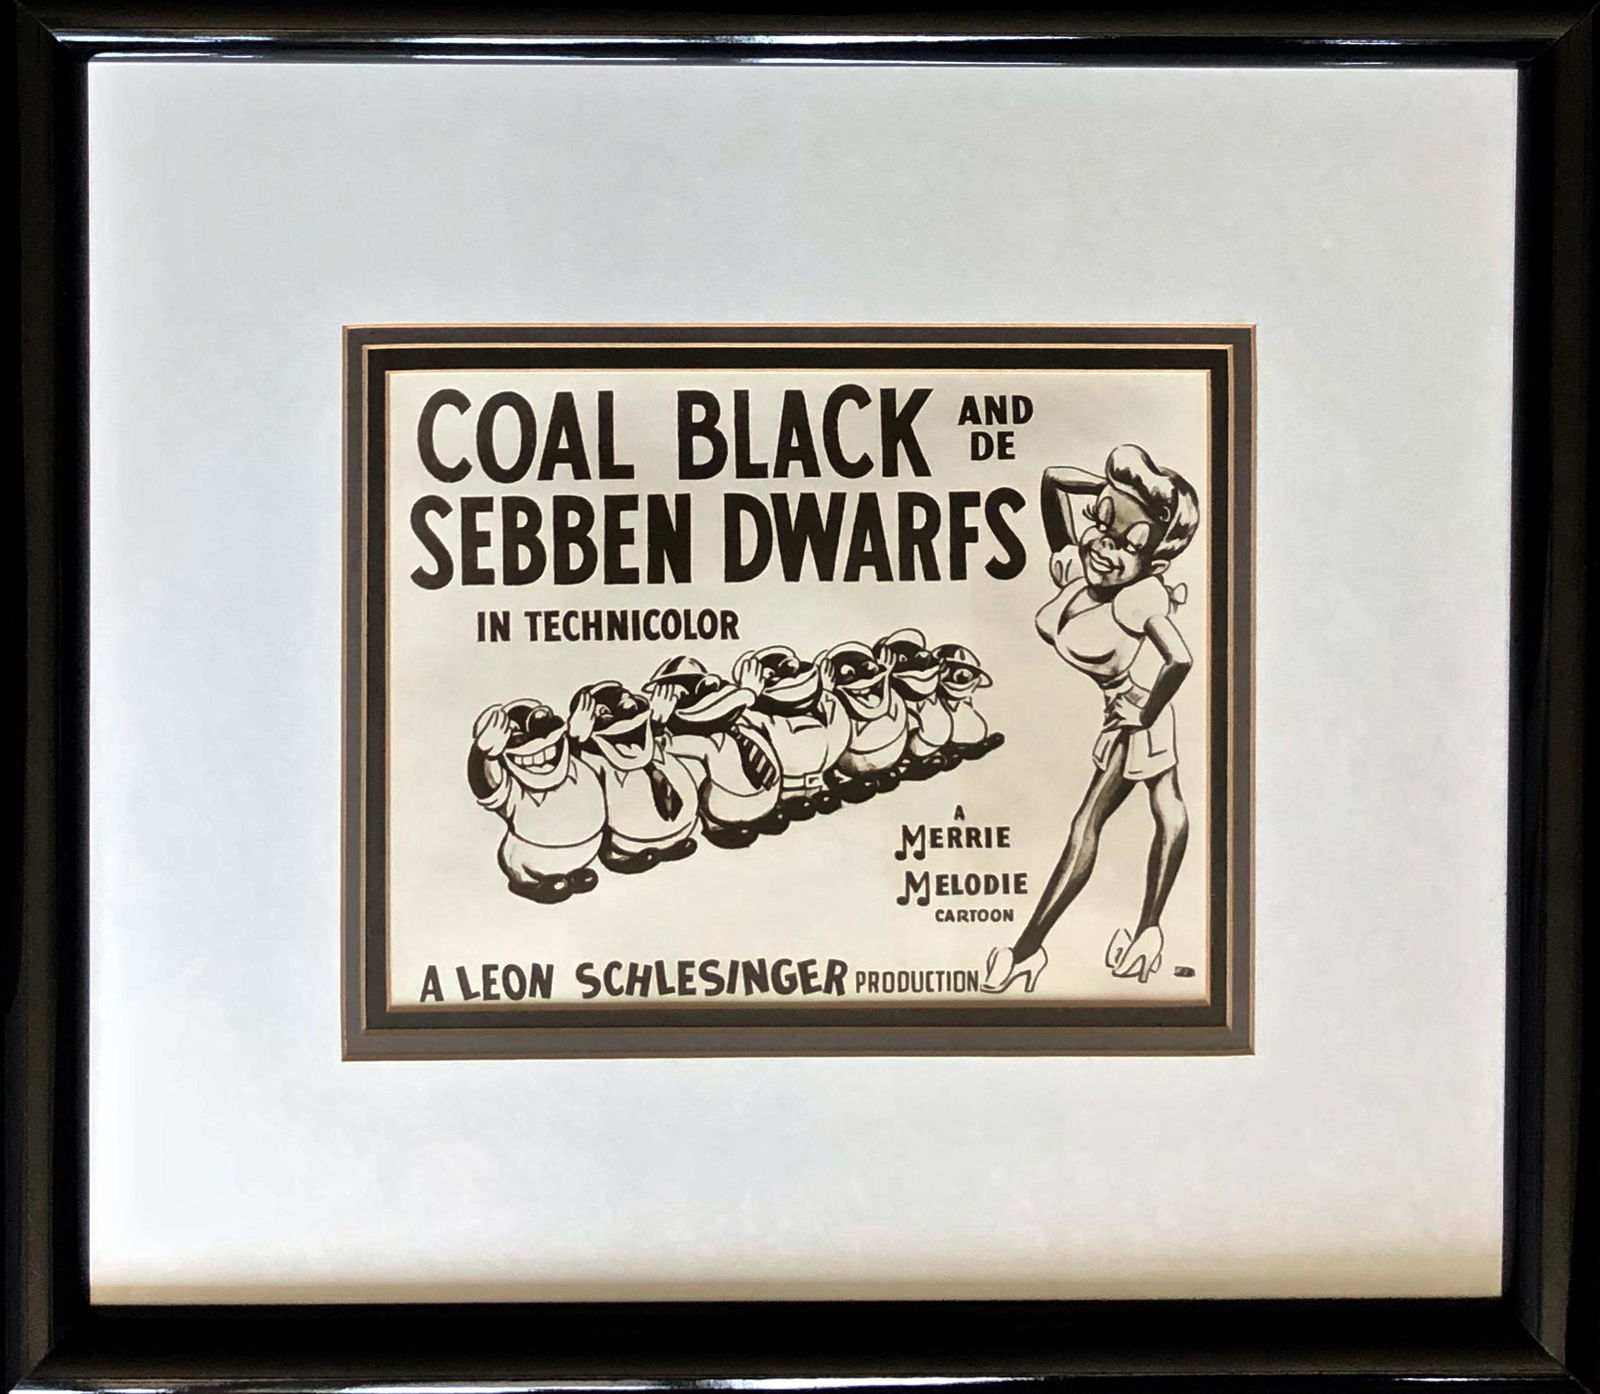 COAL BLACK AND
DE
SEBBEN DWARFS
IN TECHNICOLOR
A
MERRIE
MELODIE
CARTOON
A LEON SCHLESINGER PRODUCTION